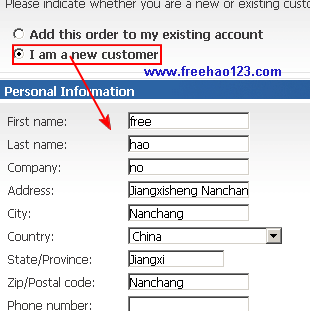 Please indicate whether you are a new or existing custo
Add this order to my existing account
I am a new customer
www.freehao123.com
Personal Information
First name: free
Last name: hao
Company: no
Address: Jiangxisheng Nanchan
City: Nanchang
Country: China
State/Province: Jiangxi
Zip/Postal code: Nanchang
Phone number: